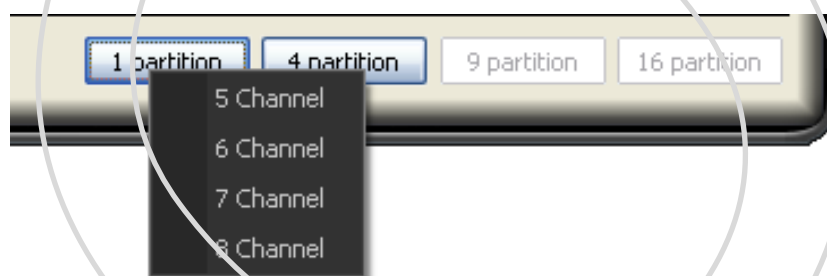 1 partition 4 partition 9 partition 16 partition
5 Channel
6 Channel
7 Channel
8 Channel